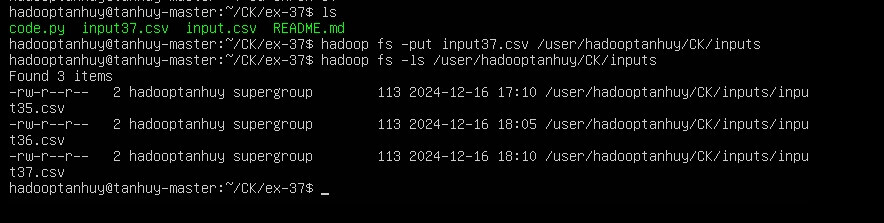 hadooptanhuy@tanhuy-master:~/CK/ex-37$ ls
code.py  input37.csv  input.csv  README.md
hadooptanhuy@tanhuy-master:~/CK/ex-37$ hadoop fs -put input37.csv /user/hadooptanhuy/CK/inputs
hadooptanhuy@tanhuy-master:~/CK/ex-37$ hadoop fs -ls /user/hadooptanhuy/CK/inputs
Found 3 items
-rw-r--r--   2 hadooptanhuy supergroup        113 2024-12-16 17:10 /user/hadooptanhuy/CK/inputs/inpu
t35.csv
-rw-r--r--   2 hadooptanhuy supergroup        113 2024-12-16 18:05 /user/hadooptanhuy/CK/inputs/inpu
t36.csv
-rw-r--r--   2 hadooptanhuy supergroup        113 2024-12-16 18:10 /user/hadooptanhuy/CK/inputs/inpu
t37.csv
hadooptanhuy@tanhuy-master:~/CK/ex-37$ _